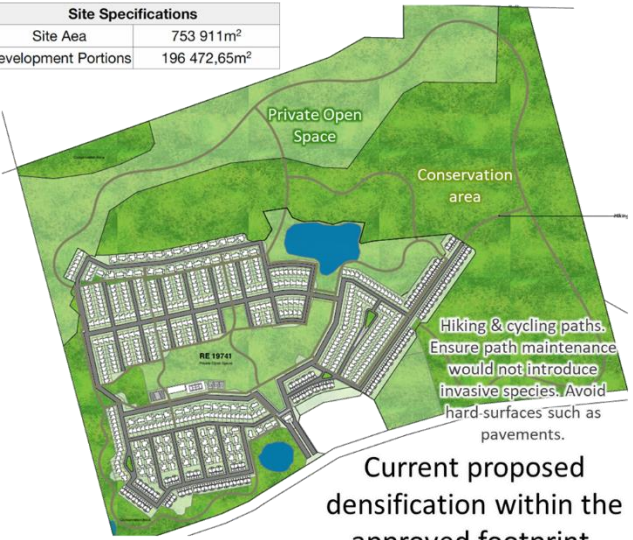 Site Specifications
Site Aea 753 911m²
evelopment Portions 196 472,65m²
Private Open
Space
Conservation
area
RE 19741
Hiking & cycling paths.
Ensure path maintenance
would not introduce
invasive species. Avoid
hard surfaces such as
pavements.
Current proposed
densification within the
approved footprint